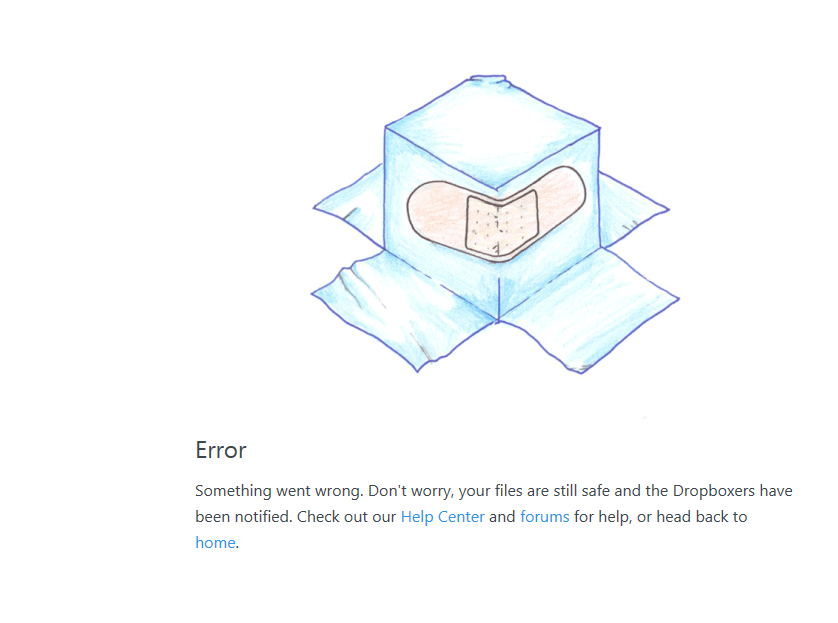 Error
Something went wrong. Don't worry, your files are still safe and the Dropboxers have
been notified. Check out our Help Center and forums for help, or head back to
home.